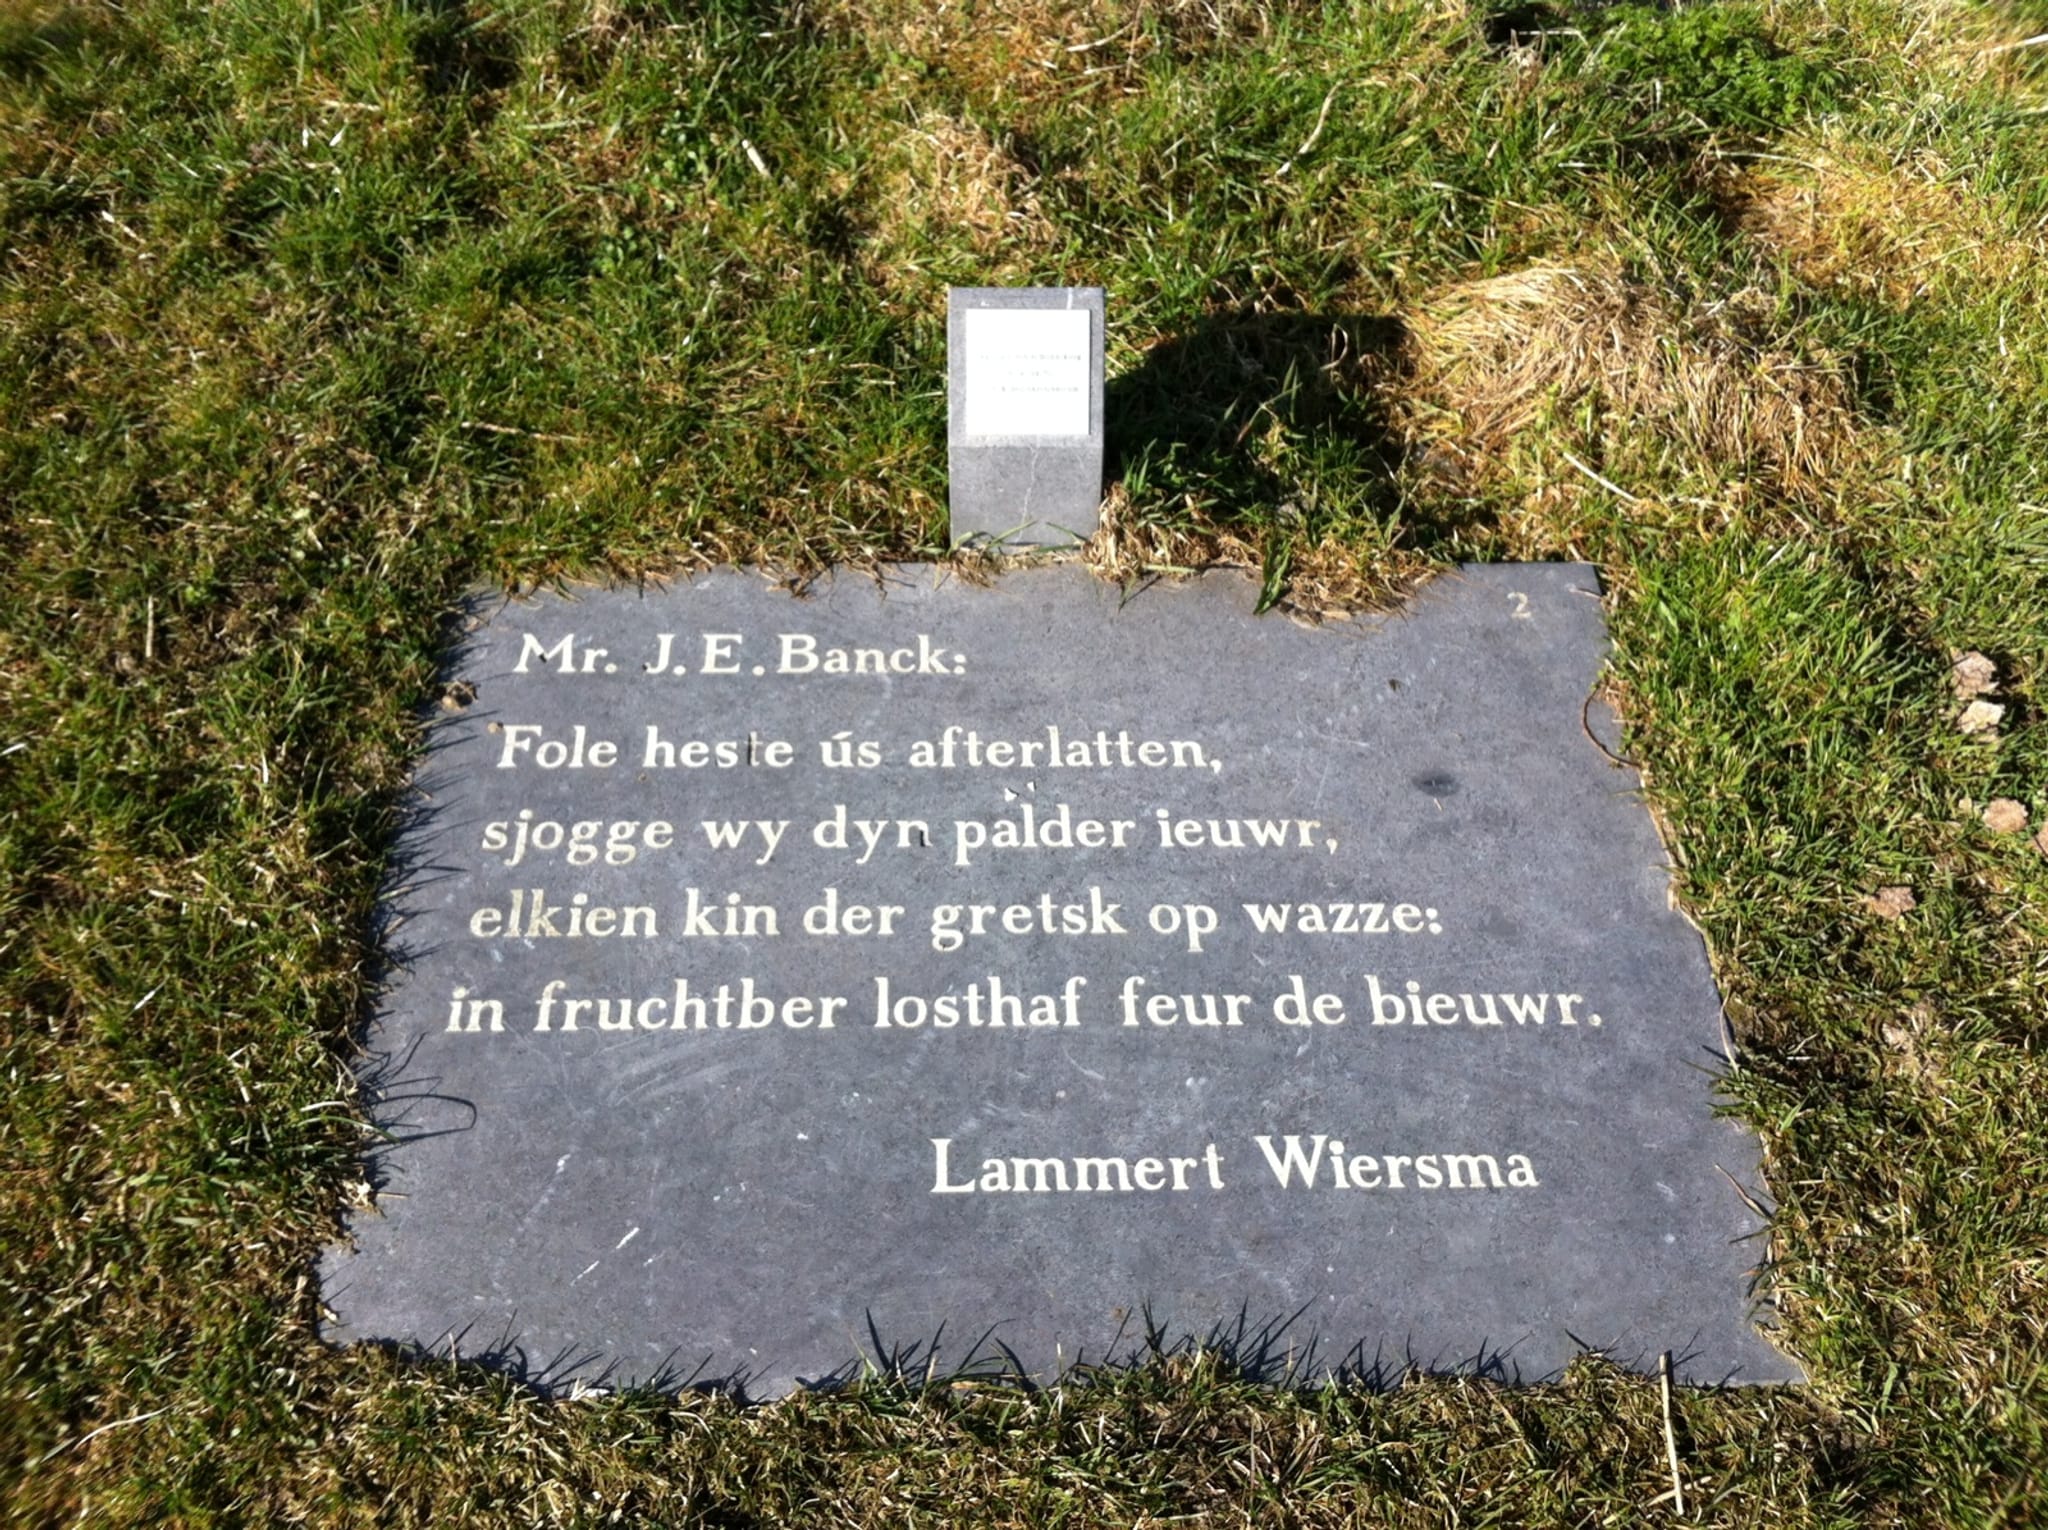 2
Mr. J. E. Banck:
Fole heste ús afterlatten,
sjogge wy dyn pâlder ieuwr,
elkien kin der gretsk op wazze:
in fruchtber losthaf feur de bieuwr.
Lammert Wiersma